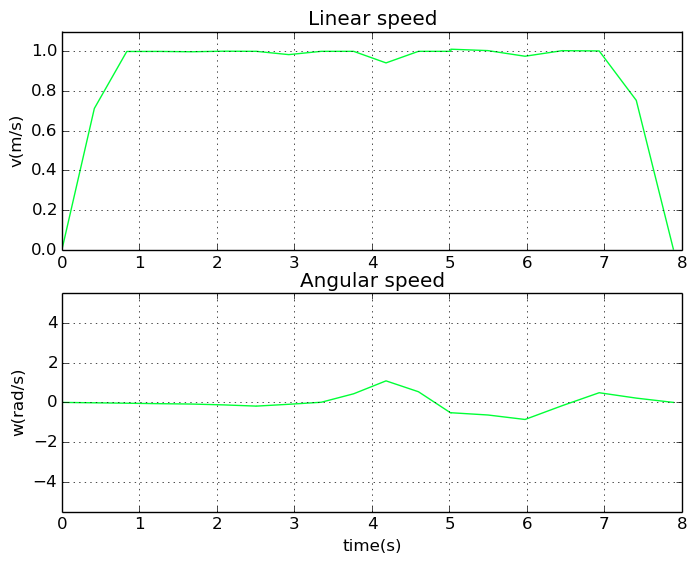 Linear speed
v(m/s)
1.0
0.8
0.6
0.4
0.2
0.0
0 1 2 3 4 5 6 7 8
Angular speed
w(rad/s)
4
2
0
−2
−4
0 1 2 3 4 5 6 7 8
time(s)